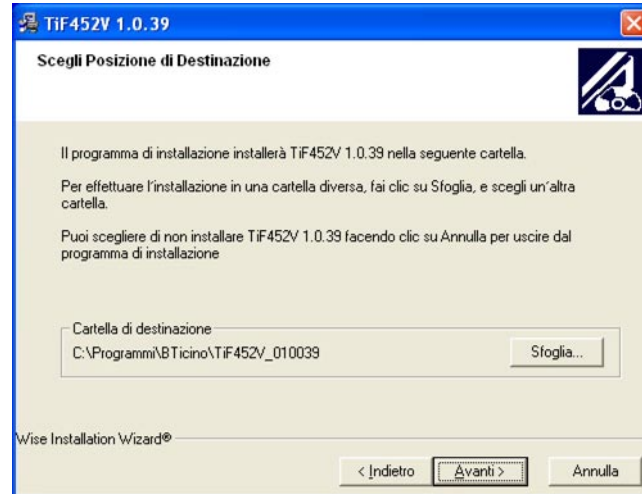 TiF452V 1.0.39
Scegli Posizione di Destinazione
Il programma di installazione installerà TiF452V 1.0.39 nella seguente cartella.
Per effettuare l'installazione in una cartella diversa, fai clic su Sfoglia, e scegli un'altra
cartella.
Puoi scegliere di non installare TiF452V 1.0.39 facendo clic su Annulla per uscire dal
programma di installazione
Cartella di destinazione
C:\Programmi\BTicino\TiF452V_010039
Sfoglia...
Wise Installation Wizard®
< Indietro
Avanti >
Annulla